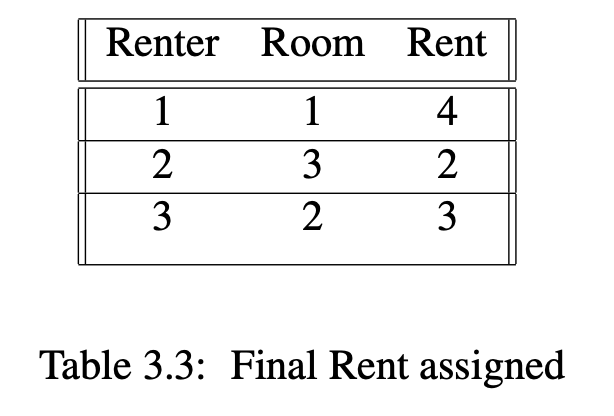 Renter Room Rent
1 1 4
2 3 2
3 2 3
Table 3.3: Final Rent assigned